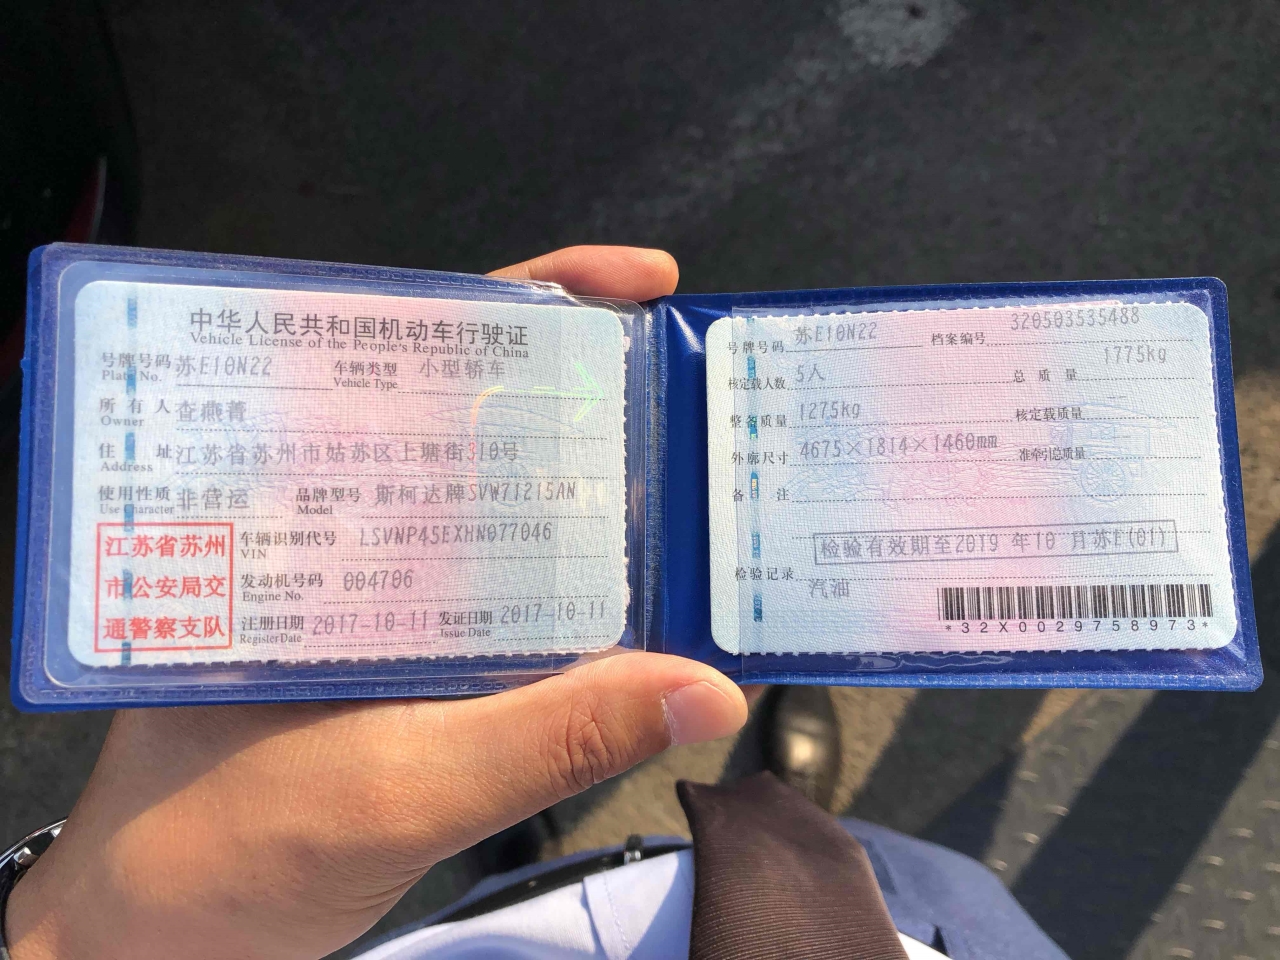 中华人民共和国机动车行驶证
Vehicle License of the People's Republic of China
号牌号码 苏E10N22 车辆类型 小型轿车
Plate No. Vehicle Type
所有人 查燕菁
Owner
住址 江苏省苏州市姑苏区上塘街310号
Address
使用性质 非营运 品牌型号 斯柯达牌SVW71215AN
Use Character Model
江苏省苏州
市公安局交
通警察支队
车辆识别代号 LSVNP45EXHN077046
VIN
发动机号码 004706
Engine No.
注册日期 2017-10-11 发证日期 2017-10-11
Register Date Issue Date
号牌号码 苏E10N22 档案编号 320503535488
核定载人数 5人 总质量 1775kg
整备质量 1275kg 核定载质量 --
外廓尺寸 4675×1814×1460mm 准牵引总质量
备注
检验有效期至2019年10月苏E(01)
检验记录
汽油
*32X0029758973*